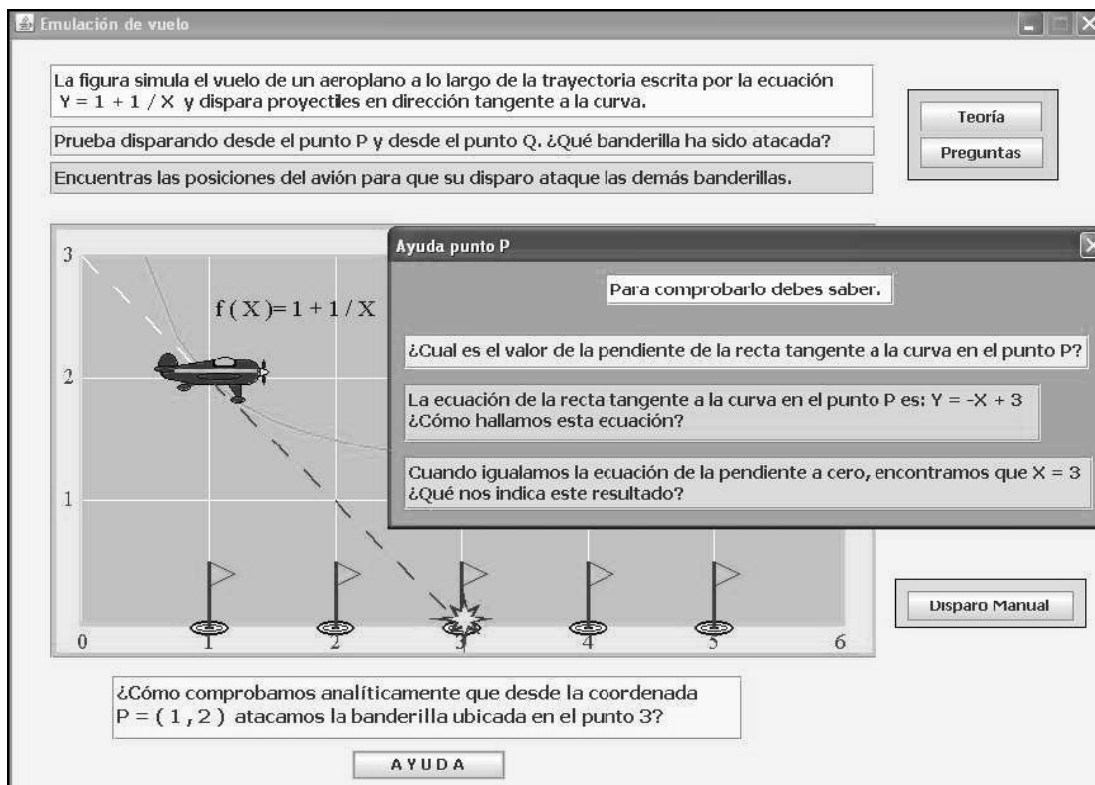 Emulación de vuelo
La figura simula el vuelo de un aeroplano a lo largo de la trayectoria escrita por la ecuación
Y = 1 + 1 / X y dispara proyectiles en dirección tangente a la curva.
Prueba disparando desde el punto P y desde el punto Q. ¿Qué banderilla ha sido atacada?
Encuentras las posiciones del avión para que su disparo ataque las demás banderillas.
Teoría
Preguntas
Ayuda punto P
Para comprobarlo debes saber.
¿Cual es el valor de la pendiente de la recta tangente a la curva en el punto P?
La ecuación de la recta tangente a la curva en el punto P es: Y = -X + 3
¿Cómo hallamos esta ecuación?
Cuando igualamos la ecuación de la pendiente a cero, encontramos que X = 3
¿Qué nos indica este resultado?
3
f ( X )= 1 + 1 / X
2
1
0 1 2 3 4 5 6
Disparo Manual
¿Cómo comprobamos analíticamente que desde la coordenada
P = ( 1 , 2 ) atacamos la banderilla ubicada en el punto 3?
A Y U D A